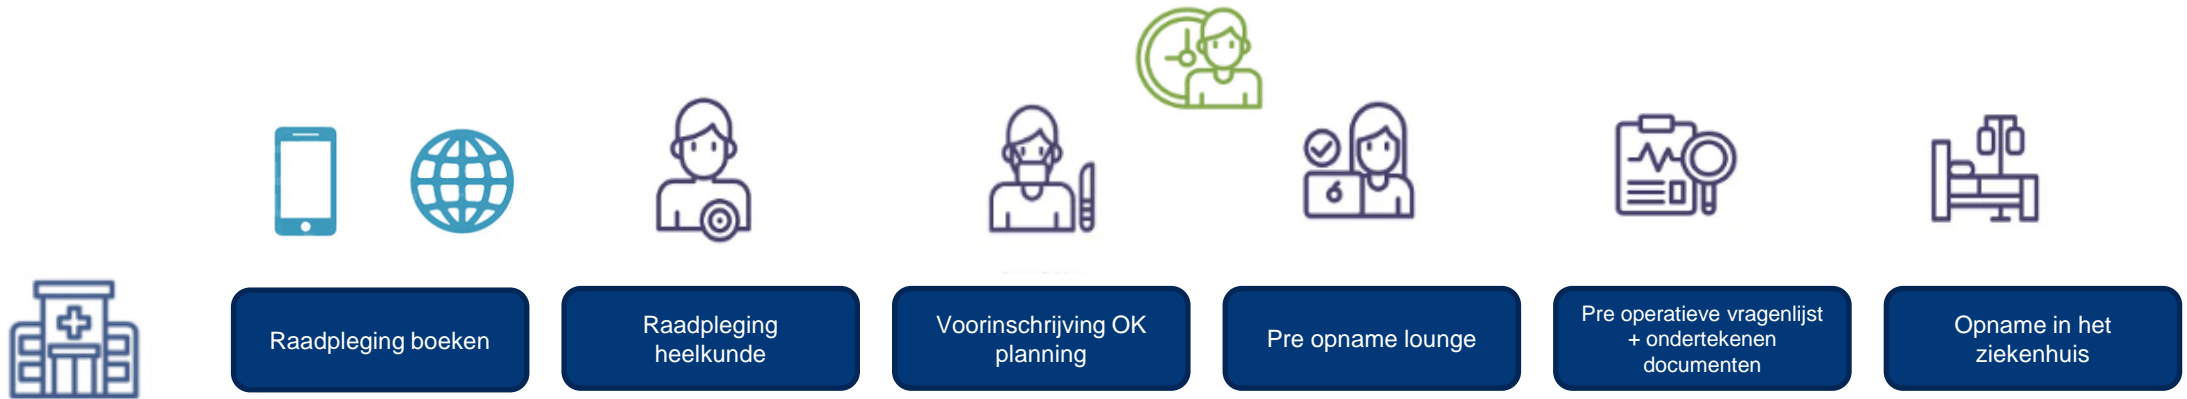 Raadpleging boeken
Raadpleging
heelkunde
Voorinschrijving OK
planning
Pre opname lounge
Pre operatieve vragenlijst
+ ondertekenen
documenten
Opname in het
ziekenhuis